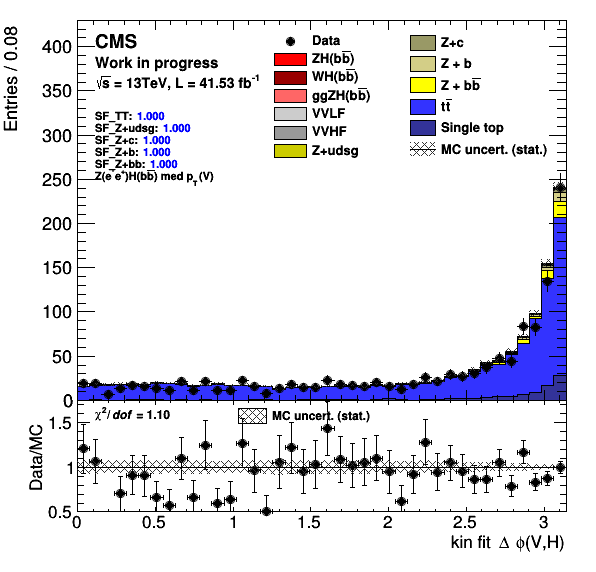 CMS
Work in progress
√s = 13TeV, L = 41.53 fb⁻¹
SF_TT: 1.000
SF_Z+udsg: 1.000
SF_Z+c: 1.000
SF_Z+b: 1.000
SF_Z+bb: 1.000
Z(e⁻e⁺)H(bb̅) med p_T(V)
Data
ZH(bb̅)
WH(bb̅)
ggZH(bb̅)
VVLF
VVHF
Z+udsg
Z+c
Z + b
Z + bb̅
tt̅
Single top
MC uncert. (stat.)
Entries / 0.08
400
350
300
250
200
150
100
50
0
χ²/dof = 1.10
MC uncert. (stat.)
Data/MC
1.5
1
0.5
0
0.5
1
1.5
2
2.5
3
kin fit Δ φ(V,H)